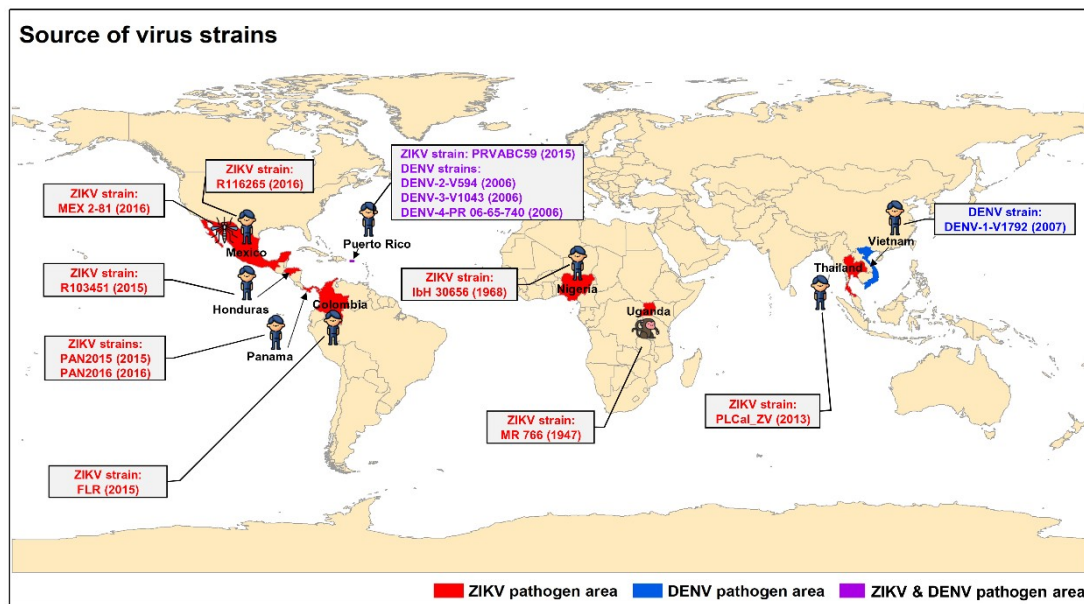 Source of virus strains
ZIKV strain:
R116265 (2016)
ZIKV strain: PRVABC59 (2015)
DENV strains:
DENV-2-V594 (2006)
DENV-3-V1043 (2006)
DENV-4-PR 06-65-740 (2006)
ZIKV strain:
MEX 2-81 (2016)
DENV strain:
DENV-1-V1792 (2007)
Mexico
Puerto Rico
Vietnam
ZIKV strain:
R103451 (2015)
Honduras
Colombia
ZIKV strain:
IbH 30656 (1968)
Nigeria
Thailand
Uganda
ZIKV strains:
PAN2015 (2015)
PAN2016 (2016)
Panama
ZIKV strain:
MR 766 (1947)
ZIKV strain:
PLCal_ZV (2013)
ZIKV strain:
FLR (2015)
ZIKV pathogen area
DENV pathogen area
ZIKV & DENV pathogen area